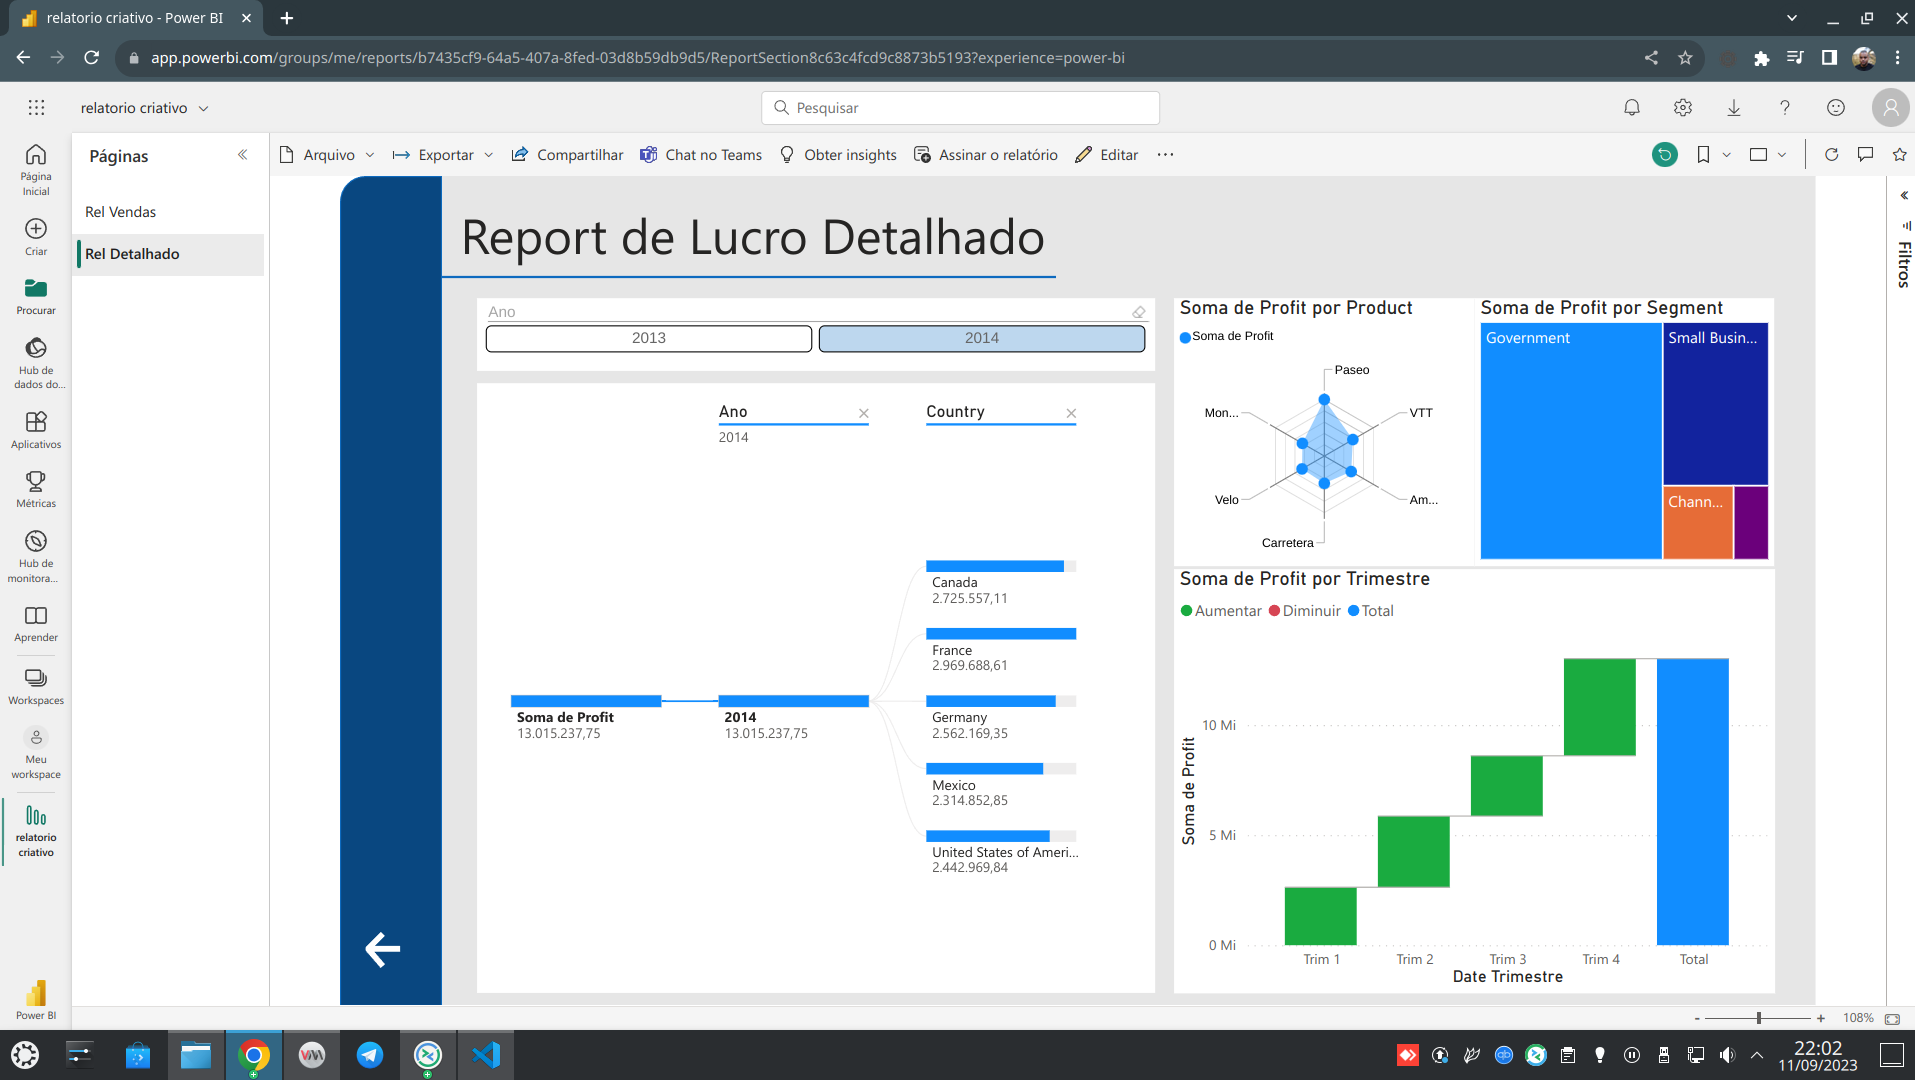 relatorio criativo - Power BI
app.powerbi.com/groups/me/reports/b7435cf9-64a5-407a-8fed-03d8b59db9d5/ReportSection8c63c4fcd9c8873b5193?experience=power-bi
relatorio criativo
Pesquisar
Arquivo
Exportar
Compartilhar
Chat no Teams
Obter insights
Assinar o relatório
Editar
Página
Inicial
Criar
Procurar
Hub de
dados do...
Aplicativos
Métricas
Hub de
monitora...
Aprender
Workspaces
Meu
workspace
relatorio
criativo
Power BI
Páginas
Rel Vendas
Rel Detalhado
Report de Lucro Detalhado
Ano
2013
2014
Ano
2014
Country
Soma de Profit
13.015.237,75
2014
13.015.237,75
Canada
2.725.557,11
France
2.969.688,61
Germany
2.562.169,35
Mexico
2.314.852,85
United States of Ameri...
2.442.969,84
Soma de Profit por Product
Soma de Profit
Paseo
VTT
Am...
Carretera
Velo
Mon...
Soma de Profit por Segment
Government
Small Busin...
Chann...
Soma de Profit por Trimestre
Aumentar
Diminuir
Total
Soma de Profit
10 Mi
5 Mi
0 Mi
Trim 1
Trim 2
Trim 3
Trim 4
Total
Date Trimestre
Filtros
- +
108%
22:02
11/09/2023